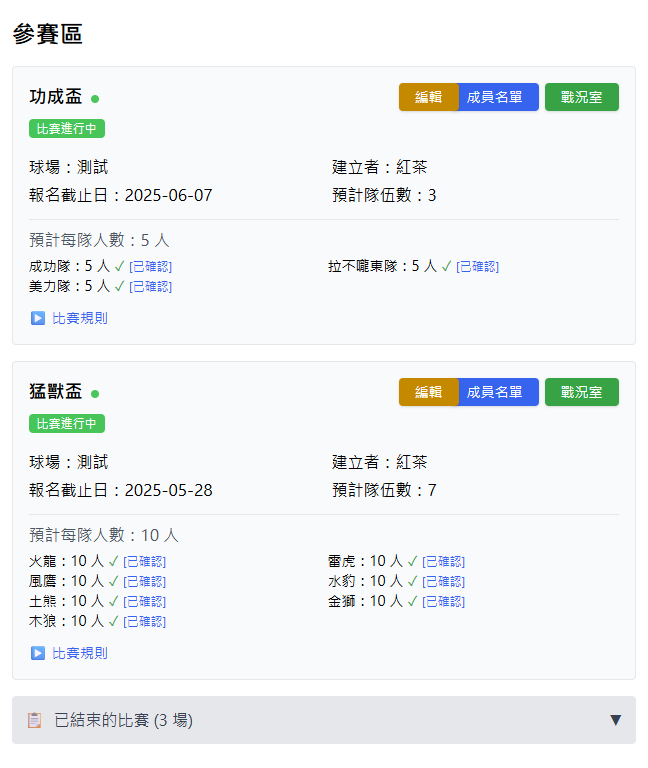 參賽區
功成盃
編輯 成員名單 戰況室
比賽進行中
球場：測試 建立者：紅茶
報名截止日：2025-06-07 預計隊伍數：3
預計每隊人數：5 人
成功隊：5 人 ✓ [已確認] 拉不嚨東隊：5 人 ✓ [已確認]
美力隊：5 人 ✓ [已確認]
▶ 比賽規則
猛獸盃
編輯 成員名單 戰況室
比賽進行中
球場：測試 建立者：紅茶
報名截止日：2025-05-28 預計隊伍數：7
預計每隊人數：10 人
火龍：10 人 ✓ [已確認] 雷虎：10 人 ✓ [已確認]
風鷹：10 人 ✓ [已確認] 水豹：10 人 ✓ [已確認]
土熊：10 人 ✓ [已確認] 金獅：10 人 ✓ [已確認]
木狼：10 人 ✓ [已確認]
▶ 比賽規則
已結束的比賽 (3 場) ▼